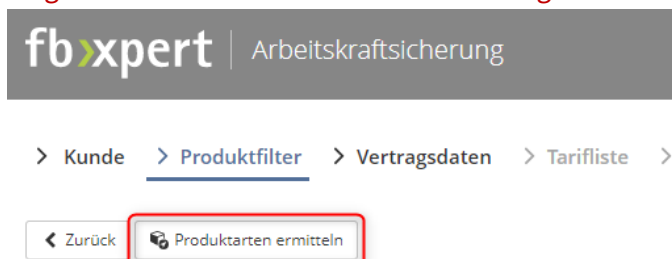 fb>xpert | Arbeitskraftsicherung
> Kunde > Produktfilter > Vertragsdaten > Tarifliste >
Zurück Produktarten ermitteln